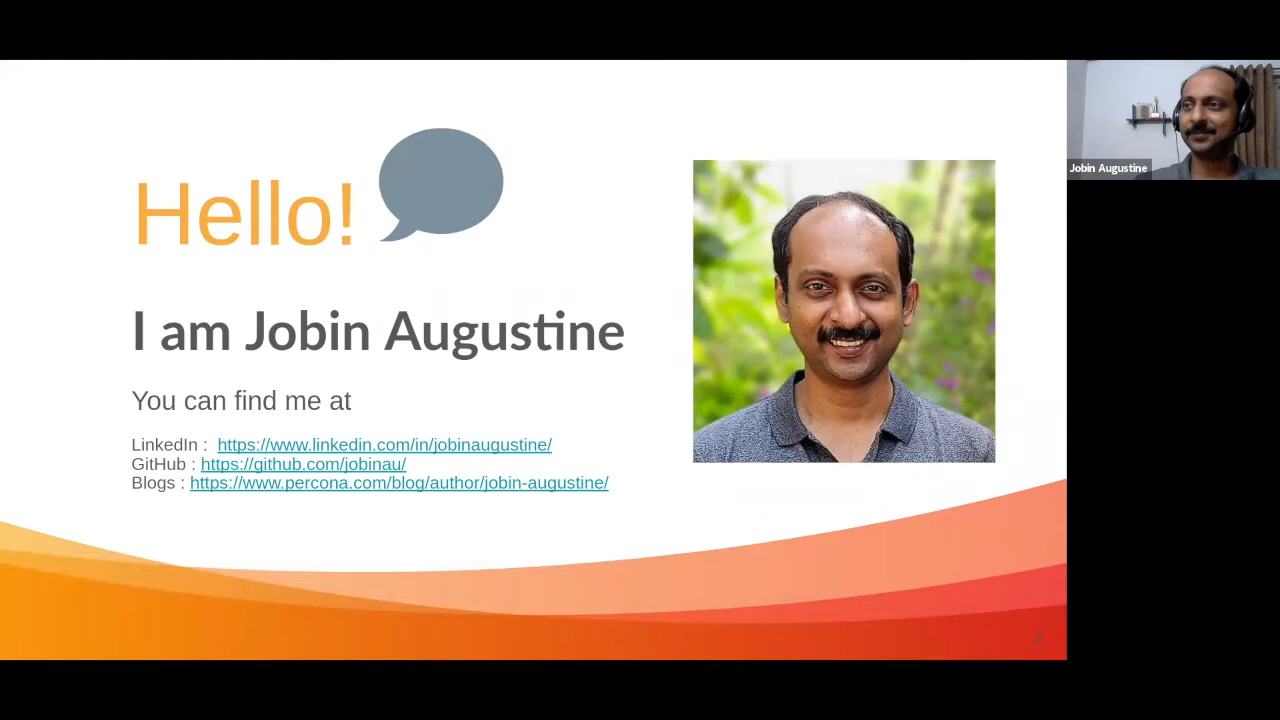 Hello!
I am Jobin Augustine
You can find me at
LinkedIn : https://www.linkedin.com/in/jobinaugustine/
GitHub : https://github.com/jobinau/
Blogs : https://www.percona.com/blog/author/jobin-augustine/
2
Jobin Augustine